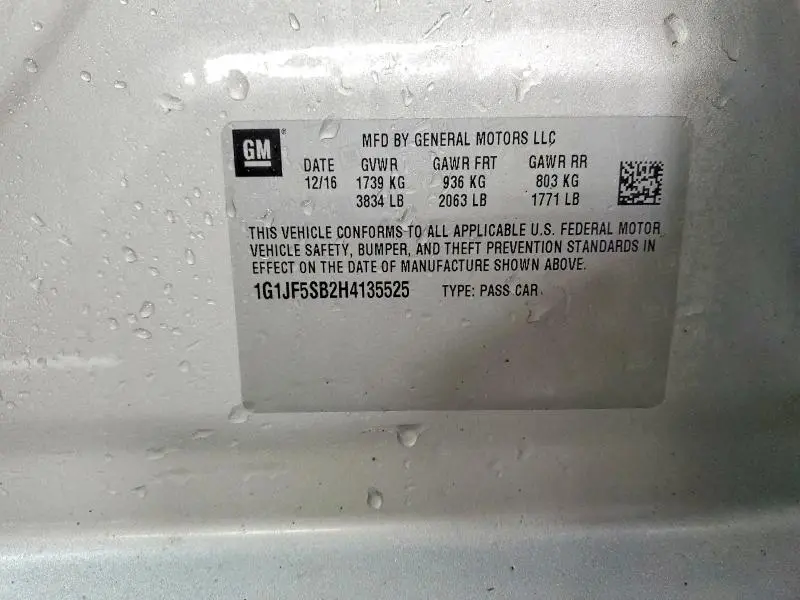 GM ® MFD BY GENERAL MOTORS LLC
DATE GVWR GAWR FRT GAWR RR
12/16 1739 KG 936 KG 803 KG
3834 LB 2063 LB 1771 LB
THIS VEHICLE CONFORMS TO ALL APPLICABLE U.S. FEDERAL MOTOR
VEHICLE SAFETY, BUMPER, AND THEFT PREVENTION STANDARDS IN
EFFECT ON THE DATE OF MANUFACTURE SHOWN ABOVE.
1G1JF5SB2H4135525 TYPE: PASS CAR